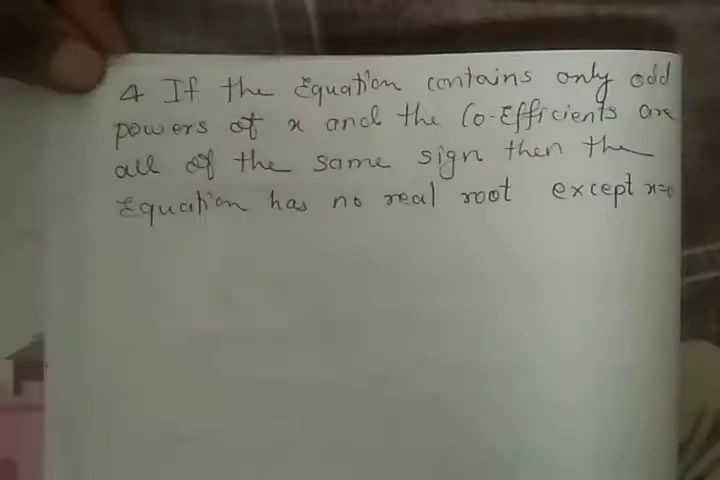 4 If the Equation contains only odd
powers of x and the Co-Efficients are
all of the same sign then the
Equation has no real root except x=0